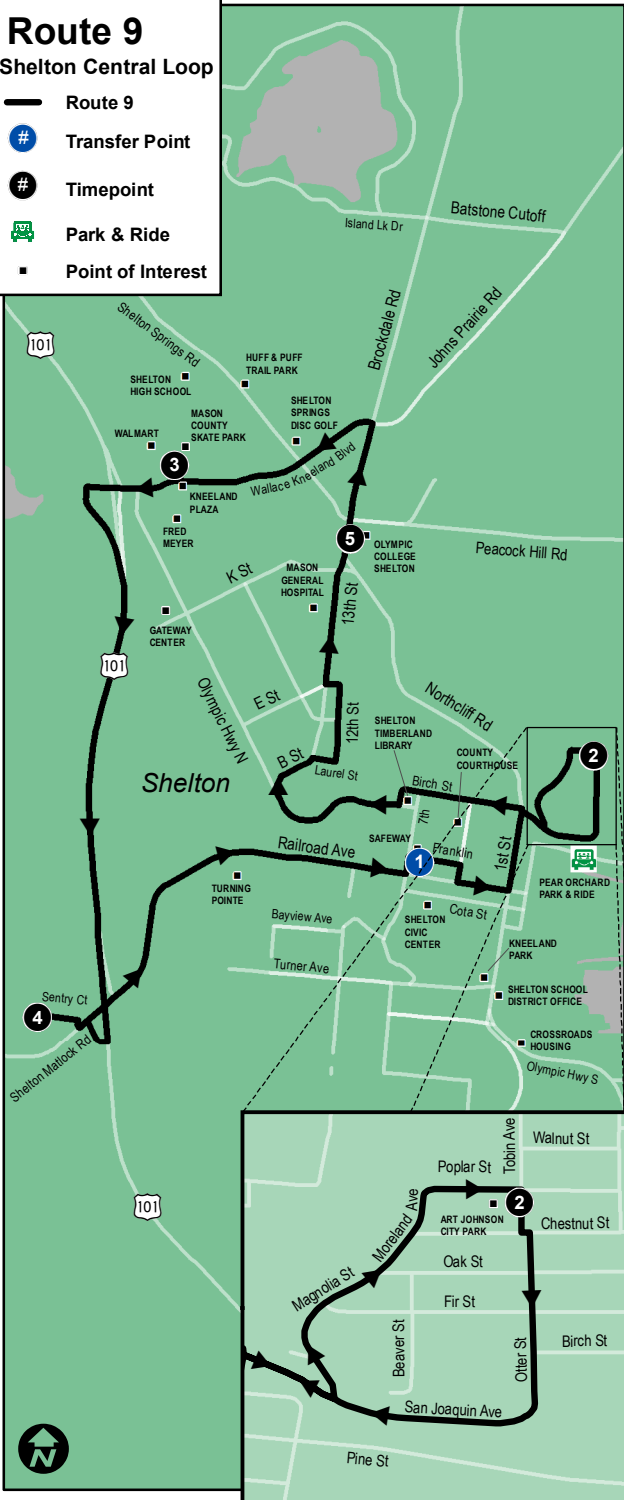 Route 9
Shelton Central Loop
Route 9
# Transfer Point
# Timepoint
Park & Ride
Point of Interest
Batstone Cutoff
Island Lk Dr
Brockdale Rd
Johns Prairie Rd
Shelton Springs Rd
101
HUFF & PUFF
TRAIL PARK
SHELTON
HIGH SCHOOL
SHELTON
SPRINGS
DISC GOLF
MASON
COUNTY
SKATE PARK
WALMART
3
Wallace Kneeland Blvd
KNEELAND
PLAZA
FRED
MEYER
5
OLYMPIC
COLLEGE
SHELTON
Peacock Hill Rd
K St
MASON
GENERAL
HOSPITAL
13th St
GATEWAY
CENTER
101
Olympic Hwy N
E St
12th St
Northcliff Rd
SHELTON
TIMBERLAND
LIBRARY
COUNTY
COURTHOUSE
2
B St
Laurel St
Shelton
Birch St
7th
SAFEWAY
Franklin
1st St
1
Railroad Ave
TURNING
POINTE
PEAR ORCHARD
PARK & RIDE
Cota St
Bayview Ave
SHELTON
CIVIC
CENTER
KNEELAND
PARK
Turner Ave
SHELTON SCHOOL
DISTRICT OFFICE
Sentry Ct
4
Shelton Matlock Rd
CROSSROADS
HOUSING
Olympic Hwy S
101
Tobin Ave
Walnut St
Poplar St
2
Moreland Ave
ART JOHNSON
CITY PARK
Chestnut St
Oak St
Magnolia St
Fir St
Beaver St
Otter St
Birch St
San Joaquin Ave
Pine St
N